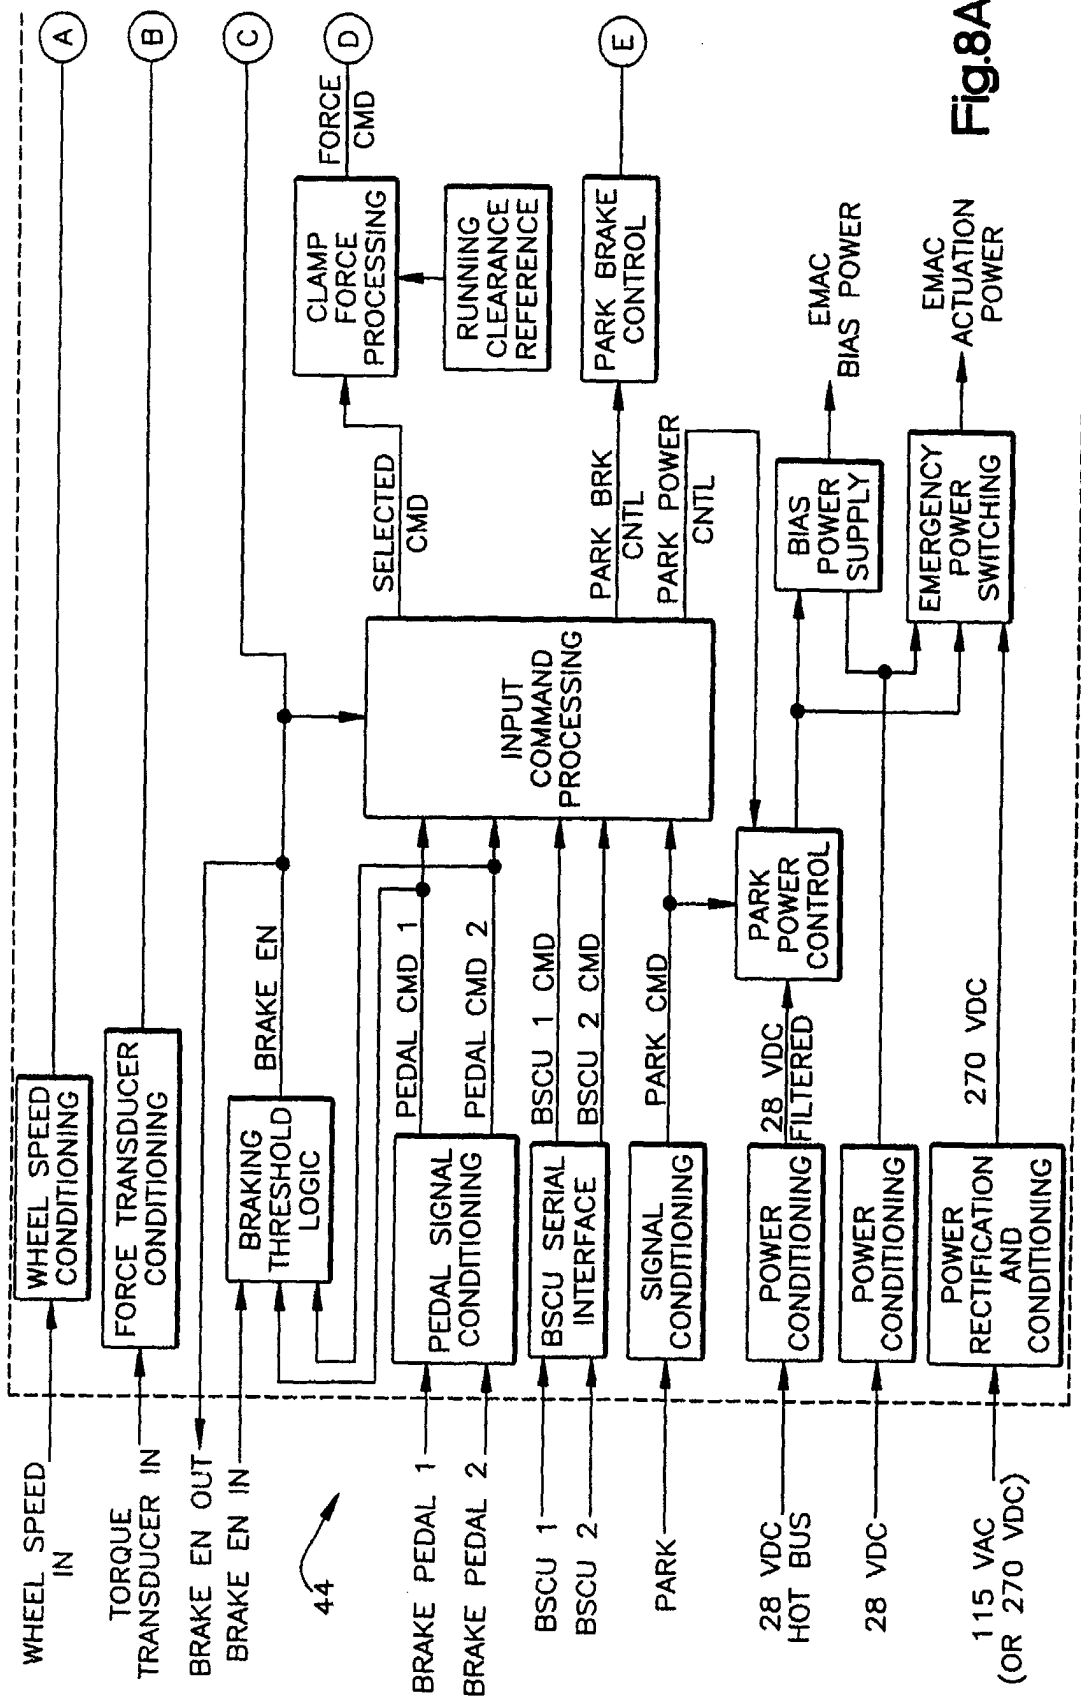 WHEEL SPEED
IN
TORQUE
TRANSDUCER IN
BRAKE EN OUT
BRAKE EN IN
44
BRAKE PEDAL 1
BRAKE PEDAL 2
BSCU 1
BSCU 2
PARK
28 VDC
HOT BUS
28 VDC
115 VAC
(OR 270 VDC)
WHEEL SPEED
CONDITIONING
FORCE TRANSDUCER
CONDITIONING
BRAKING
THRESHOLD
LOGIC
PEDAL SIGNAL
CONDITIONING
BSCU SERIAL
INTERFACE
SIGNAL
CONDITIONING
POWER
CONDITIONING
POWER
CONDITIONING
POWER
RECTIFICATION
AND
CONDITIONING
BRAKE EN
PEDAL CMD 1
PEDAL CMD 2
BSCU 1 CMD
BSCU 2 CMD
PARK CMD
28 VDC
FILTERED
270 VDC
PARK
POWER
CONTROL
INPUT
COMMAND
PROCESSING
SELECTED
CMD
PARK BRK
CNTL
PARK POWER
CNTL
BIAS
POWER
SUPPLY
EMERGENCY
POWER
SWITCHING
CLAMP
FORCE
PROCESSING
RUNNING
CLEARANCE
REFERENCE
PARK BRAKE
CONTROL
EMAC
BIAS POWER
EMAC
ACTUATION
POWER
FORCE
CMD
A
B
C
D
E
Fig.8A